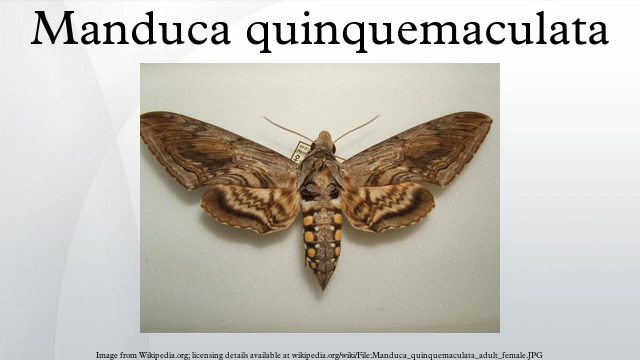 Manduca quinquemaculata
Image from Wikipedia.org; licensing details available at wikipedia.org/wiki/File:Manduca_quinquemaculata_adult_female.JPG